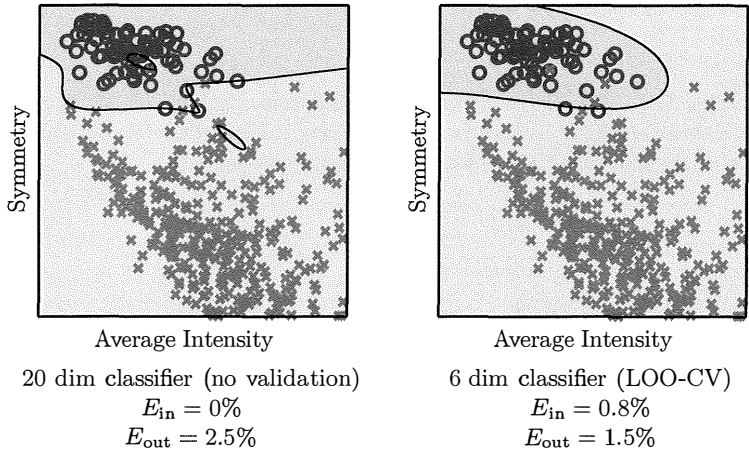 Symmetry
Average Intensity
20 dim classifier (no validation)
E_in = 0%
E_out = 2.5%
Symmetry
Average Intensity
6 dim classifier (LOO-CV)
E_in = 0.8%
E_out = 1.5%